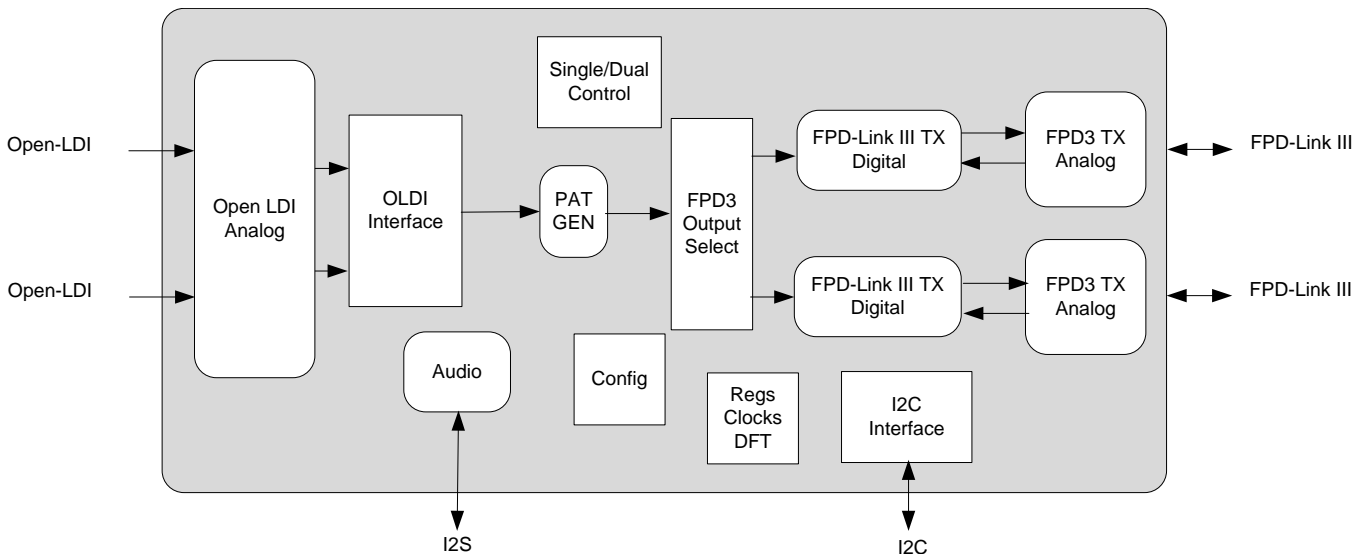 Single/Dual
Control
Open-LDI
Open-LDI
Open LDI
Analog
OLDI
Interface
PAT
GEN
FPD3
Output
Select
FPD-Link III TX
Digital
FPD3 TX
Analog
FPD-Link III
FPD-Link III TX
Digital
FPD3 TX
Analog
FPD-Link III
Audio
Config
Regs
Clocks
DFT
I2C
Interface
I2S
I2C